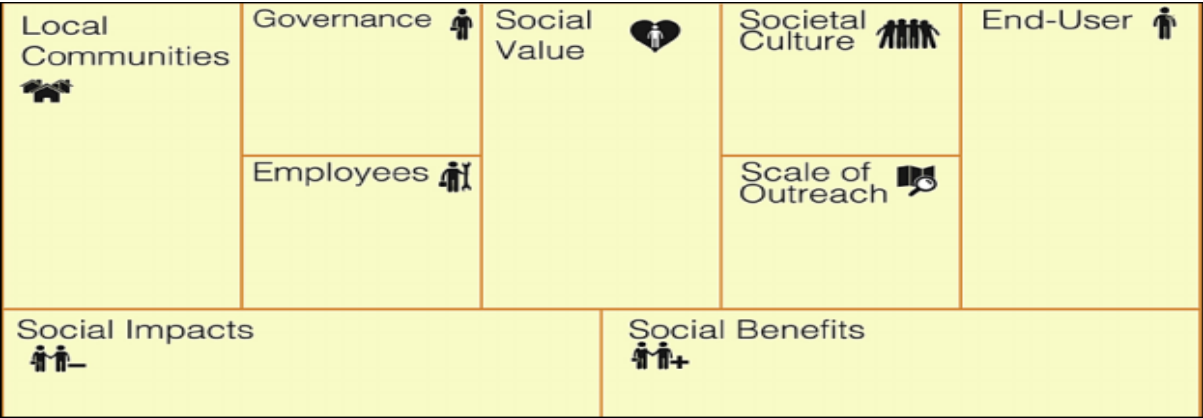 Local
Communities
Governance
Employees
Social
Value
Societal
Culture
Scale of
Outreach
End-User
Social Impacts
Social Benefits